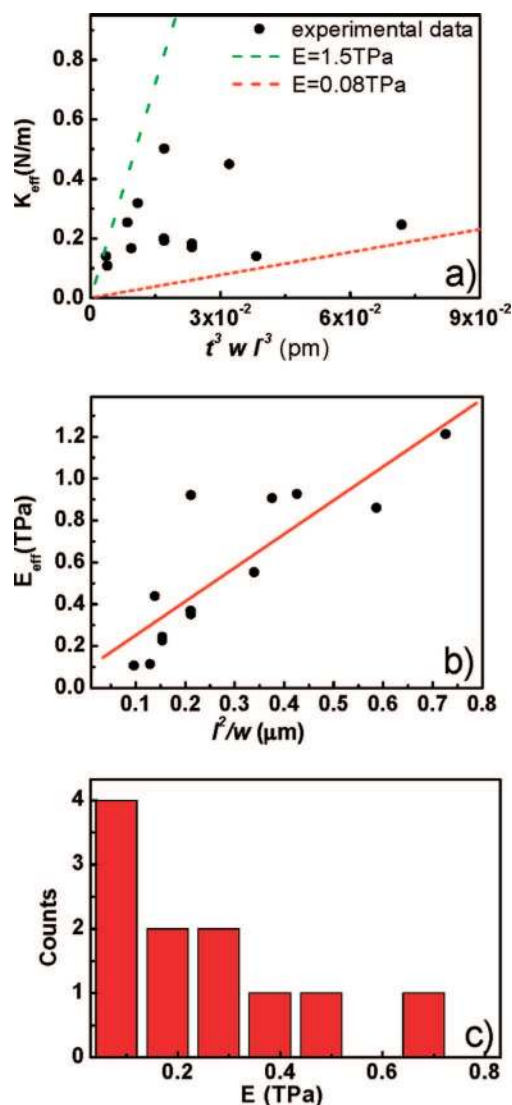 experimental data
E=1.5TPa
E=0.08TPa
K_eff(N/m)
0.8
0.6
0.4
0.2
0.0
0 3x10^-2 6x10^-2 9x10^-2
t^3 w l^-3 (pm)
a)
E_eff(TPa)
1.2
1.0
0.8
0.6
0.4
0.2
0.0
0.1 0.2 0.3 0.4 0.5 0.6 0.7 0.8
l^2/w (μm)
b)
Counts
4
3
2
1
0
0.2 0.4 0.6 0.8
E (TPa)
c)